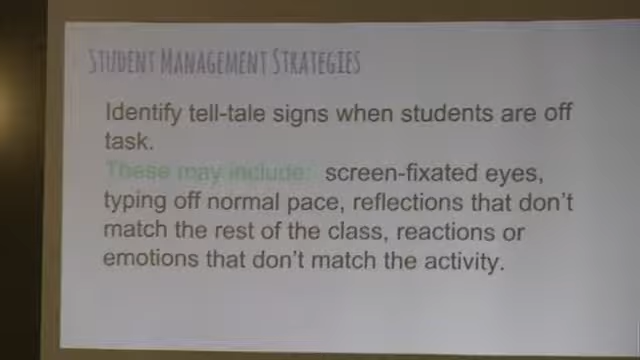 STUDENT MANAGEMENT STRATEGIES
Identify tell-tale signs when students are off
task.
These may include: screen-fixated eyes,
typing off normal pace, reflections that don't
match the rest of the class, reactions or
emotions that don't match the activity.